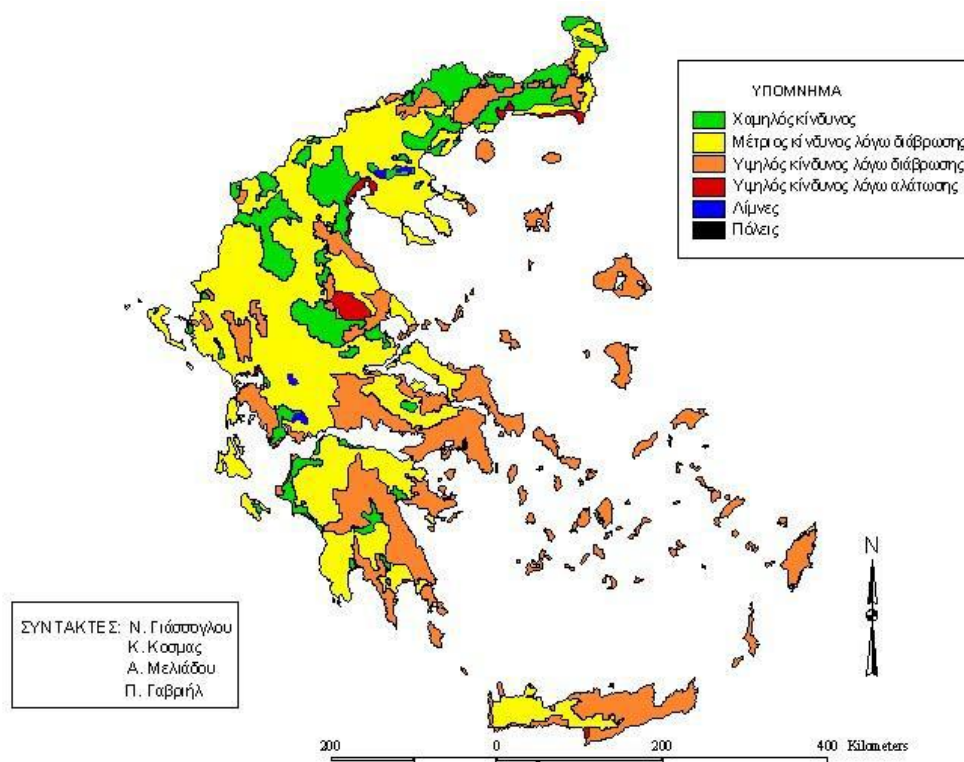 ΥΠΟΜΝΗΜΑ
Χαμηλός κίνδυνος
Μέτριος κίνδυνος λόγω διάβρωσης
Υψηλός κίνδυνος λόγω διάβρωσης
Υψηλός κίνδυνος λόγω αλάτωσης
Λίμνες
Πόλεις
N
ΣΥΝΤΑΚΤΕΣ: Ν. Γιάσσογλου
Κ. Κοσμας
Α. Μελιάδου
Π. Γαβριήλ
200 0 200 400 Kilometers